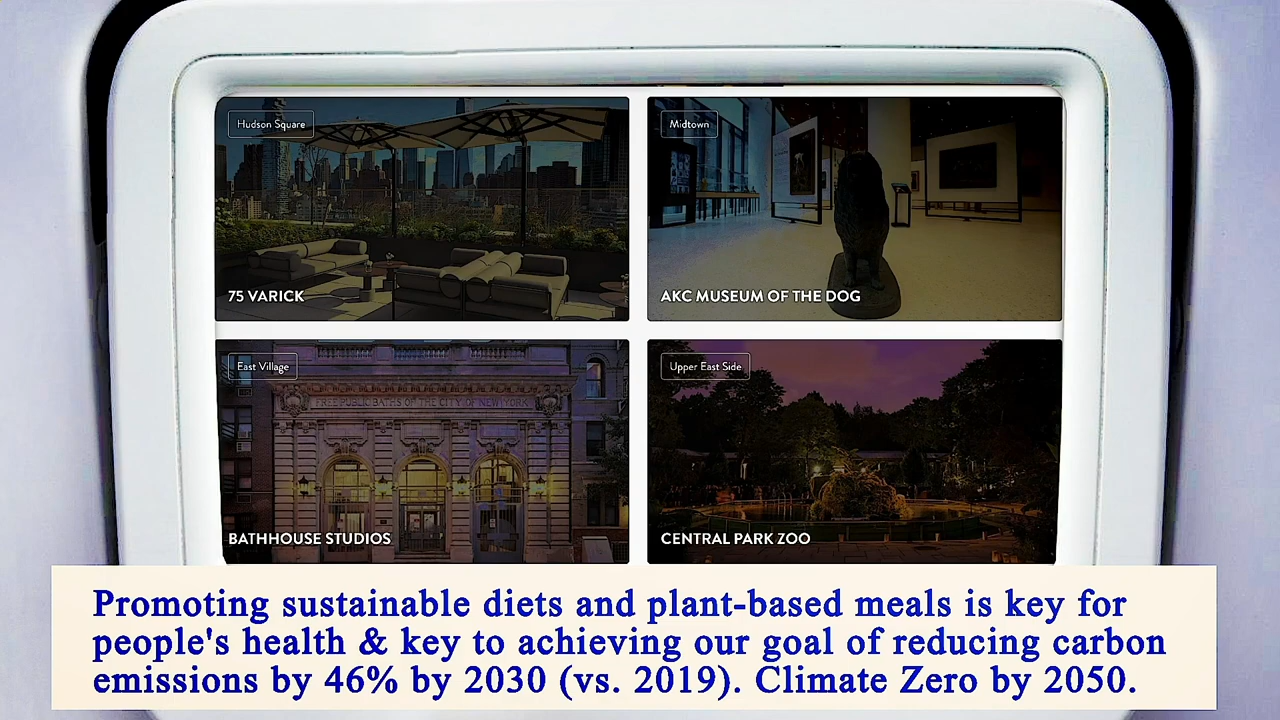 Hudson Square
75 VARICK
Midtown
AKC MUSEUM OF THE DOG
East Village
FREE PUBLIC BATHS OF THE CITY OF NEW YORK
BATHHOUSE STUDIOS
Upper East Side
CENTRAL PARK ZOO
Promoting sustainable diets and plant-based meals is key for
people's health & key to achieving our goal of reducing carbon
emissions by 46% by 2030 (vs. 2019). Climate Zero by 2050.